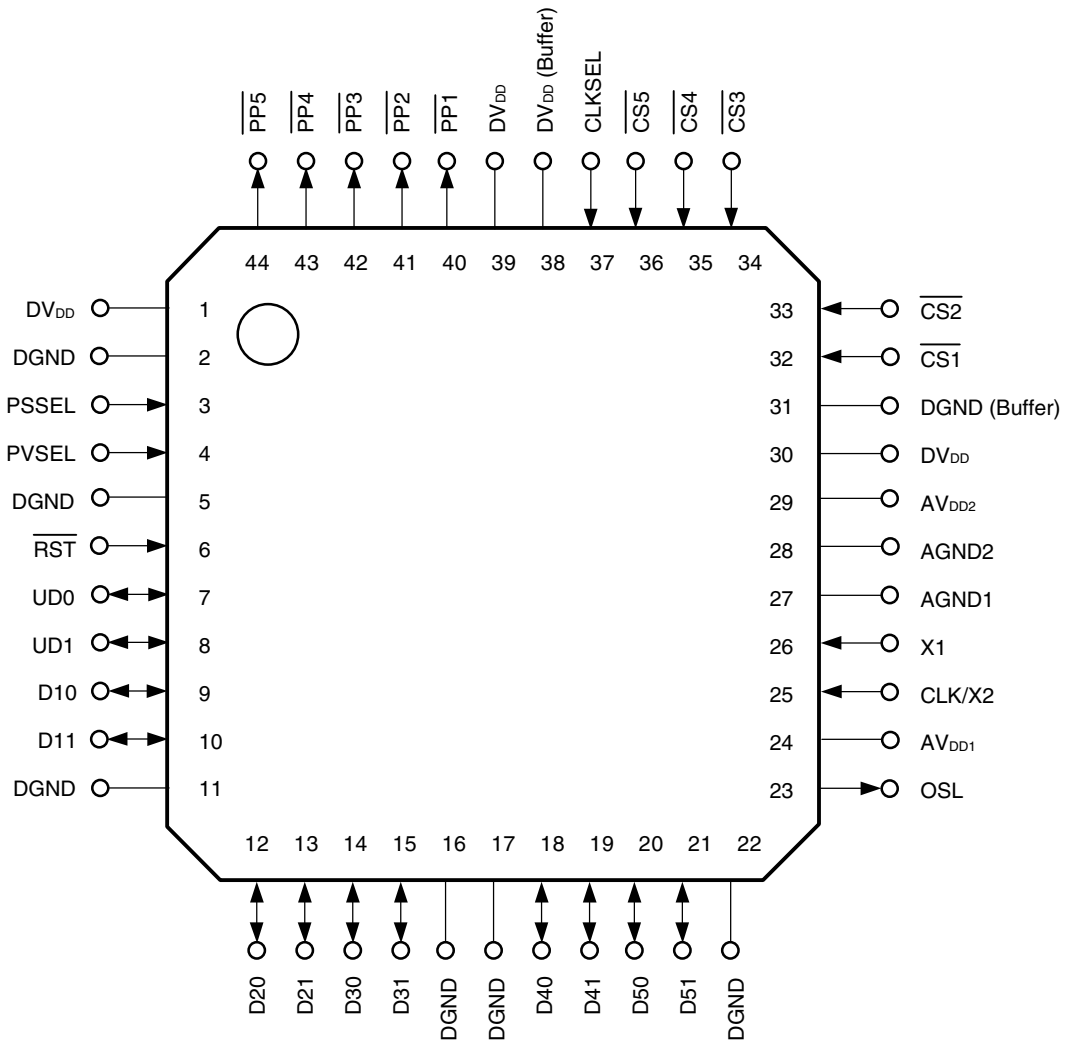 PP5
PP4
PP3
PP2
PP1
DVDD
DVDD (Buffer)
CLKSEL
CS5
CS4
CS3
44 43 42 41 40 39 38 37 36 35 34
DVDD 1
DGND 2
PSSEL 3
PVSEL 4
DGND 5
RST 6
UD0 7
UD1 8
D10 9
D11 10
DGND 11
33 CS2
32 CS1
31 DGND (Buffer)
30 DVDD
29 AVDD2
28 AGND2
27 AGND1
26 X1
25 CLK/X2
24 AVDD1
23 OSL
12 13 14 15 16 17 18 19 20 21 22
D20
D21
D30
D31
DGND
DGND
D40
D41
D50
D51
DGND